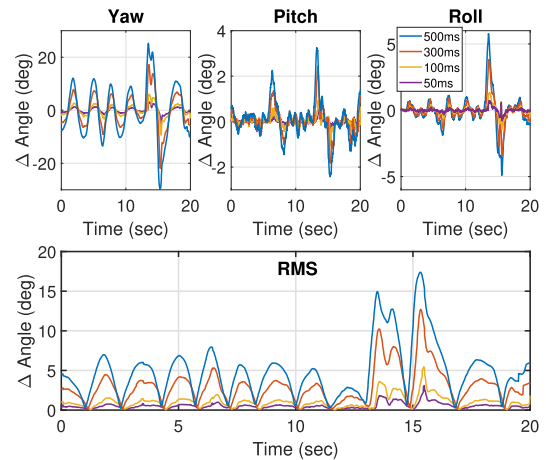 Yaw
Pitch
Roll
Δ Angle (deg)
20
0
-20
0
10
20
Time (sec)
Δ Angle (deg)
4
2
0
-2
0
10
20
Time (sec)
Δ Angle (deg)
5
0
-5
500ms
300ms
100ms
50ms
0
10
20
Time (sec)
RMS
Δ Angle (deg)
20
15
10
5
0
0
5
10
15
20
Time (sec)